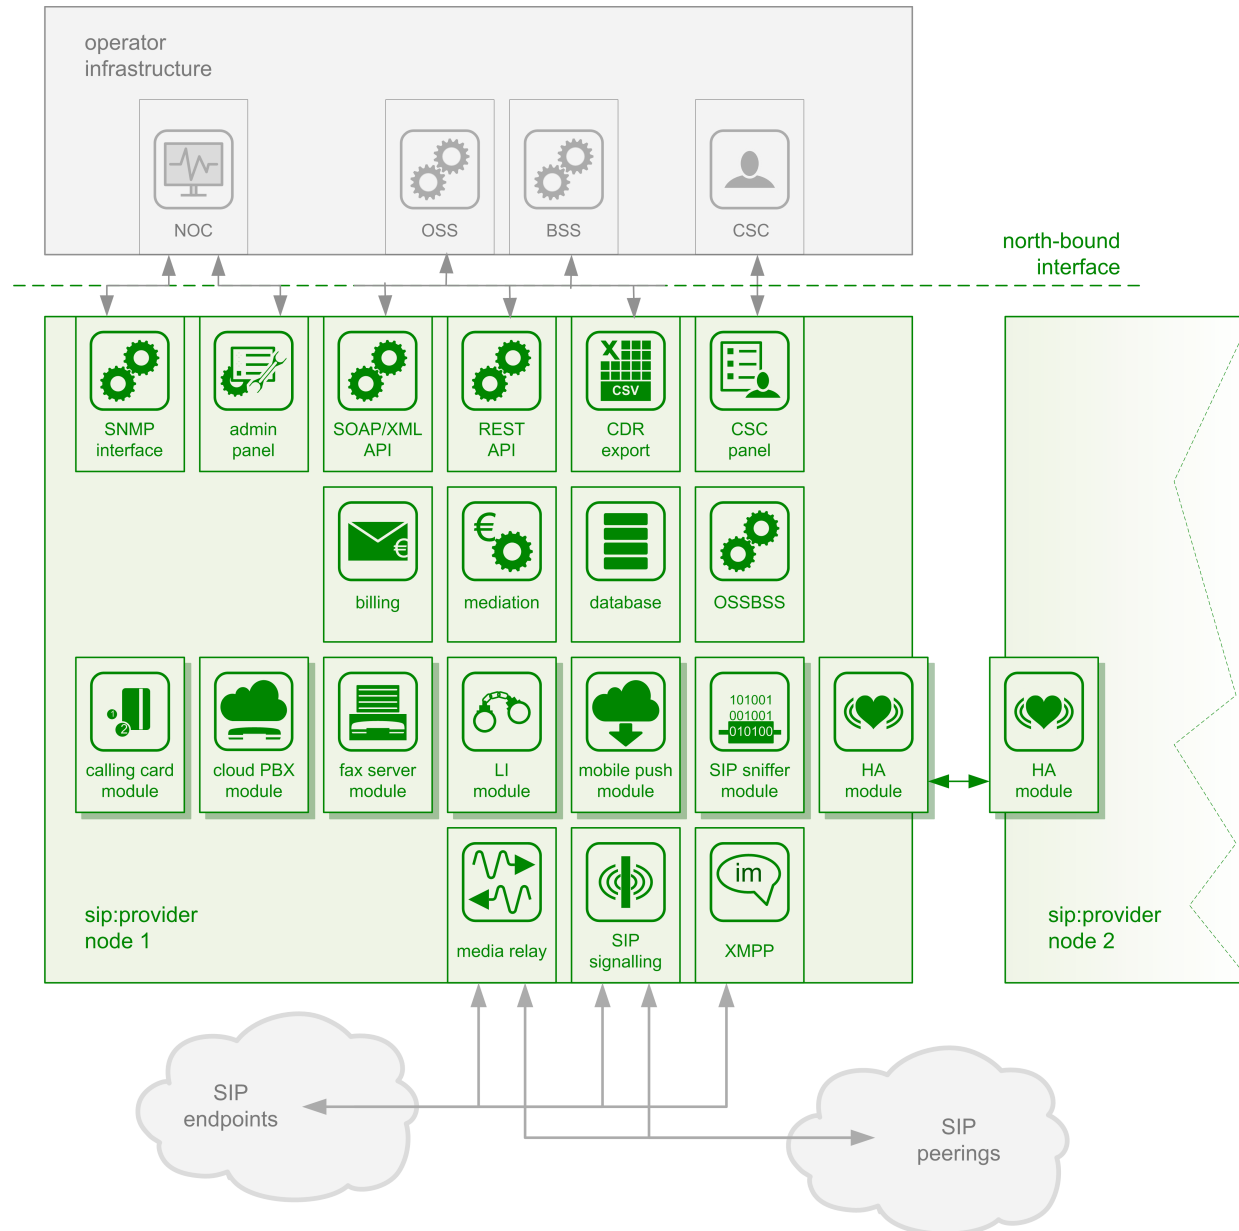 operator
infrastructure
NOC
OSS
BSS
CSC
north-bound
interface
SNMP
interface
admin
panel
SOAP/XML
API
REST
API
X
CSV
CDR
export
CSC
panel
€
billing
€
mediation
database
OSSBSS
1
2
calling card
module
cloud PBX
module
fax server
module
LI
module
mobile push
module
101001
001001
010100
SIP sniffer
module
HA
module
HA
module
media relay
SIP
signalling
im
XMPP
sip:provider
node 1
sip:provider
node 2
SIP
endpoints
SIP
peerings